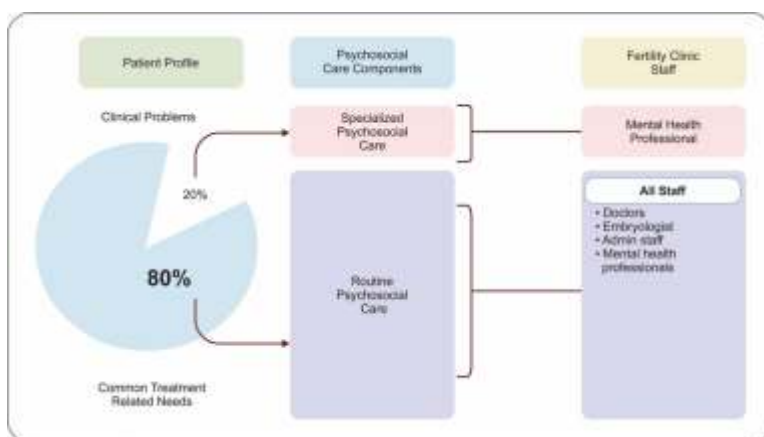 Patient Profile
Psychosocial
Care Components
Fertility Clinic
Staff
Clinical Problems
Specialized
Psychosocial
Care
Mental Health
Professional
20%
80%
Routine
Psychosocial
Care
All Staff
• Doctors
• Embryologist
• Admin staff
• Mental health
professionals
Common Treatment
Related Needs